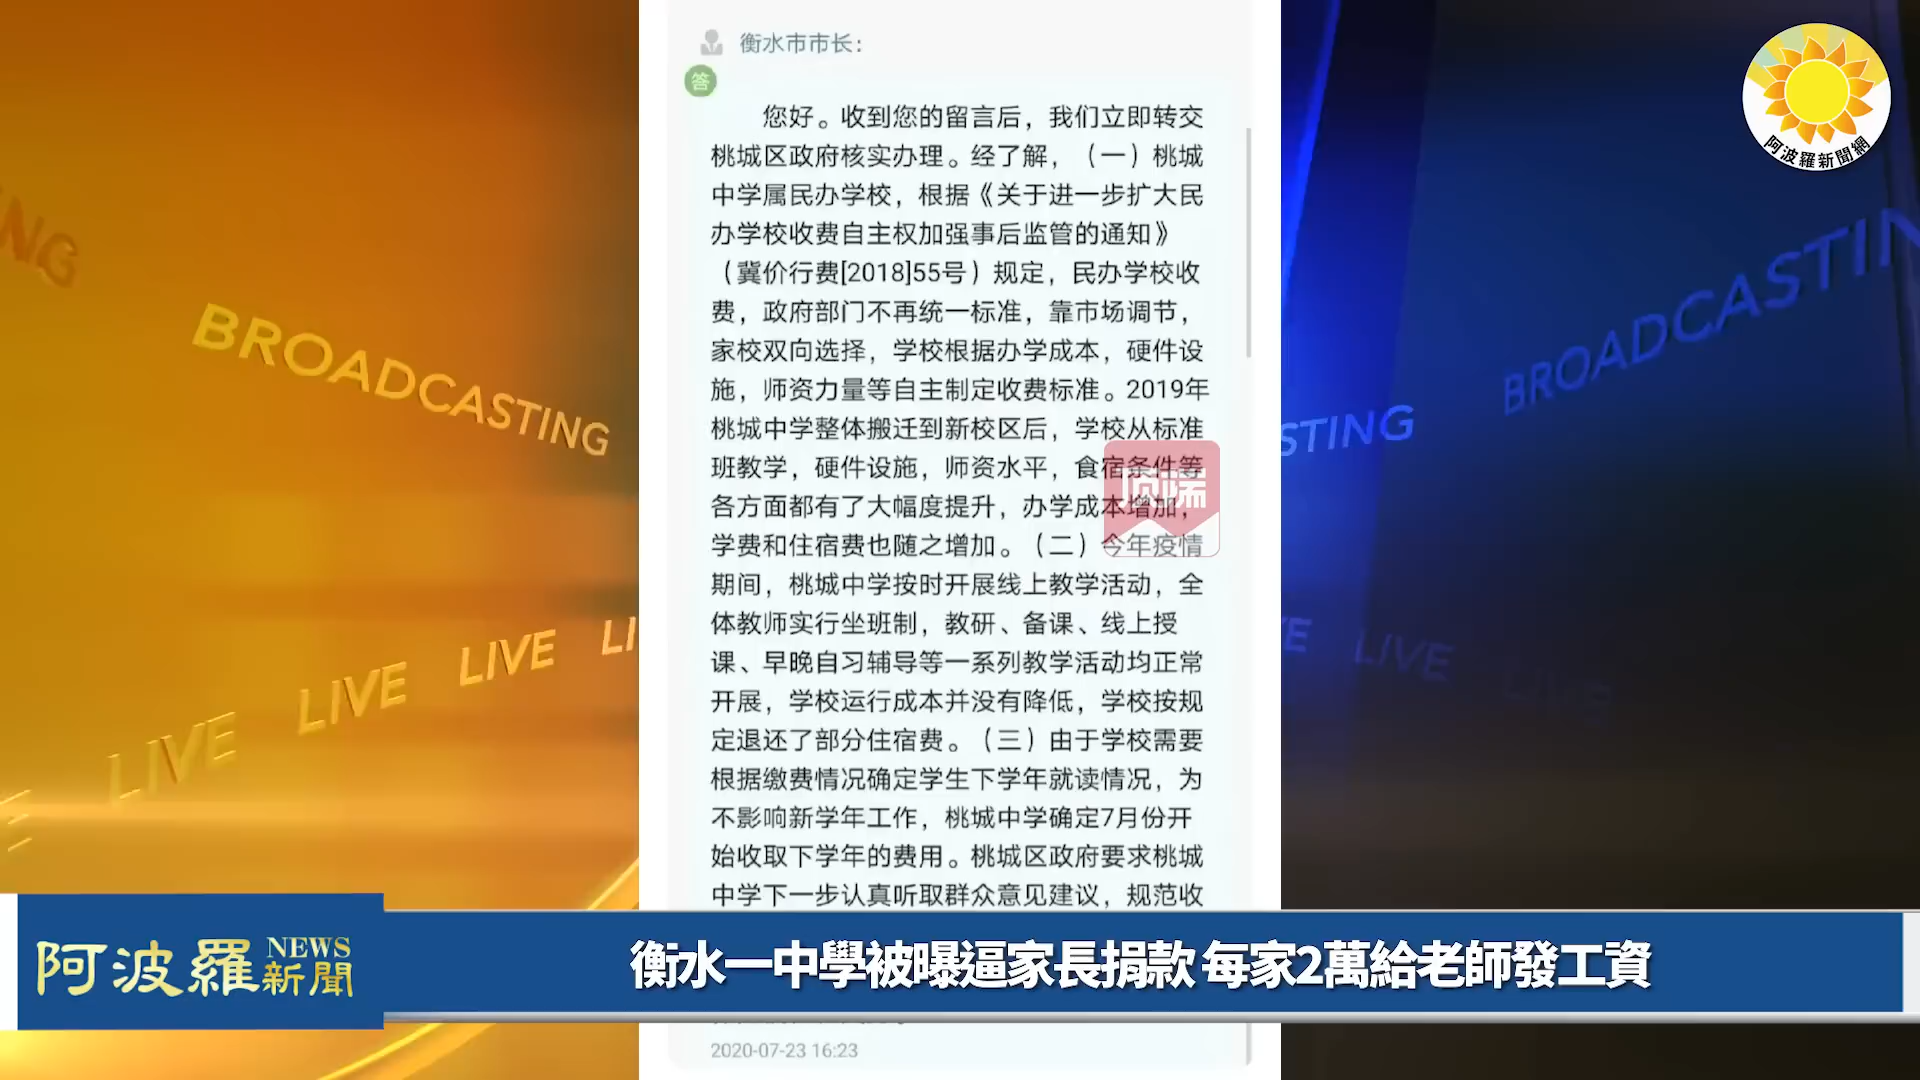 衡水市市长：
答
您好。收到您的留言后，我们立即转交
桃城区政府核实办理。经了解，（一）桃城
中学属民办学校，根据《关于进一步扩大民
办学校收费自主权加强事后监管的通知》
（冀价行费[2018]55号）规定，民办学校收
费，政府部门不再统一标准，靠市场调节，
家校双向选择，学校根据办学成本，硬件设
施，师资力量等自主制定收费标准。2019年
桃城中学整体搬迁到新校区后，学校从标准
班教学，硬件设施，师资水平，食宿条件等
各方面都有了大幅度提升，办学成本增加，
学费和住宿费也随之增加。（二）今年疫情
期间，桃城中学按时开展线上教学活动，全
体教师实行坐班制，教研、备课、线上授
课、早晚自习辅导等一系列教学活动均正常
开展，学校运行成本并没有降低，学校按规
定退还了部分住宿费。（三）由于学校需要
根据缴费情况确定学生下学年就读情况，为
不影响新学年工作，桃城中学确定7月份开
始收取下学年的费用。桃城区政府要求桃城
中学下一步认真听取群众意见建议，规范收
2020-07-23 16:23
顶端
阿波羅新聞網
NG
BROADCASTING
LIVE LIVE LIVE LI
STING
BROADCASTIN
VE LIVE LIVE
阿波羅 NEWS 新聞
衡水一中學被曝逼家長捐款 每家2萬給老師發工資